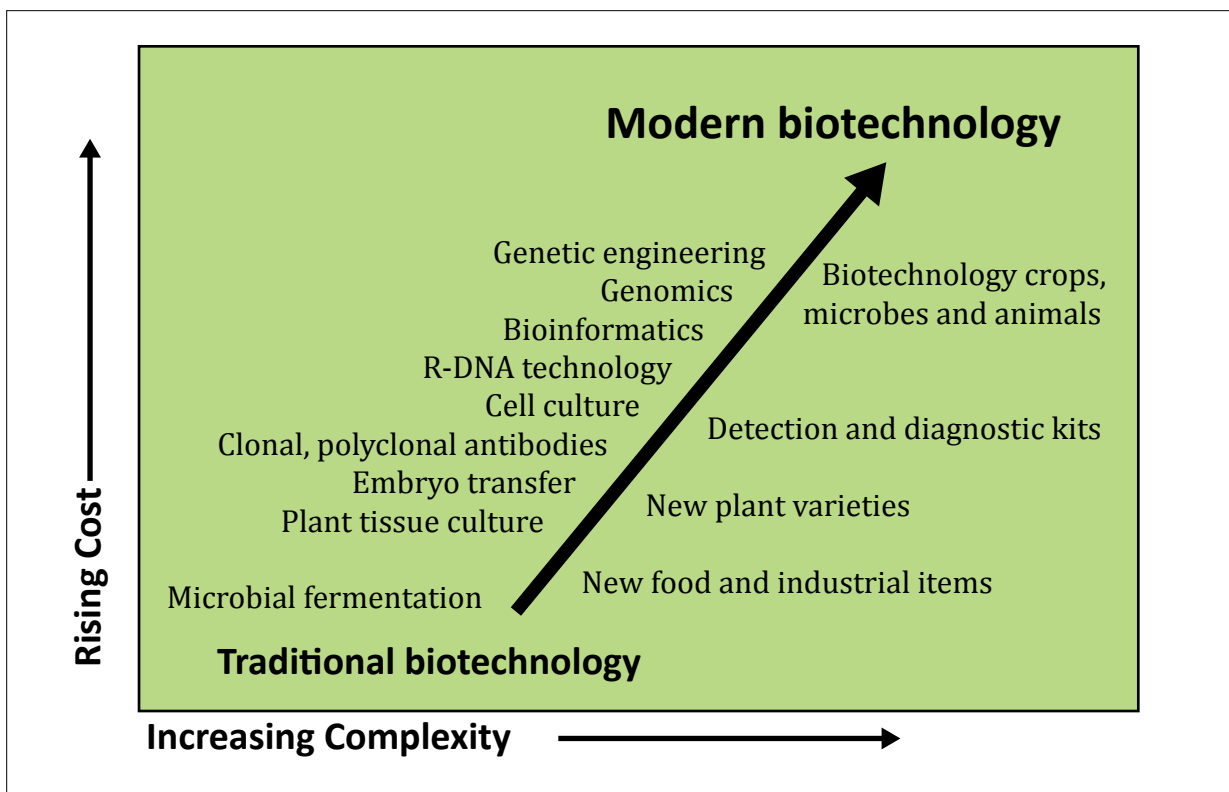 Modern biotechnology
Genetic engineering
Genomics
Bioinformatics
R-DNA technology
Cell culture
Clonal, polyclonal antibodies
Embryo transfer
Plant tissue culture
Microbial fermentation
Biotechnology crops,
microbes and animals
Detection and diagnostic kits
New plant varieties
New food and industrial items
Traditional biotechnology
Rising Cost
Increasing Complexity